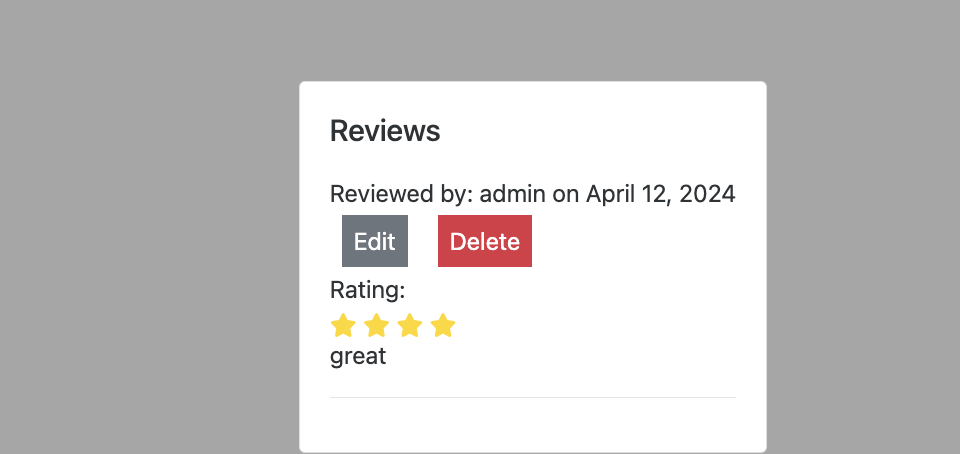 Reviews
Reviewed by: admin on April 12, 2024
Edit Delete
Rating:
great